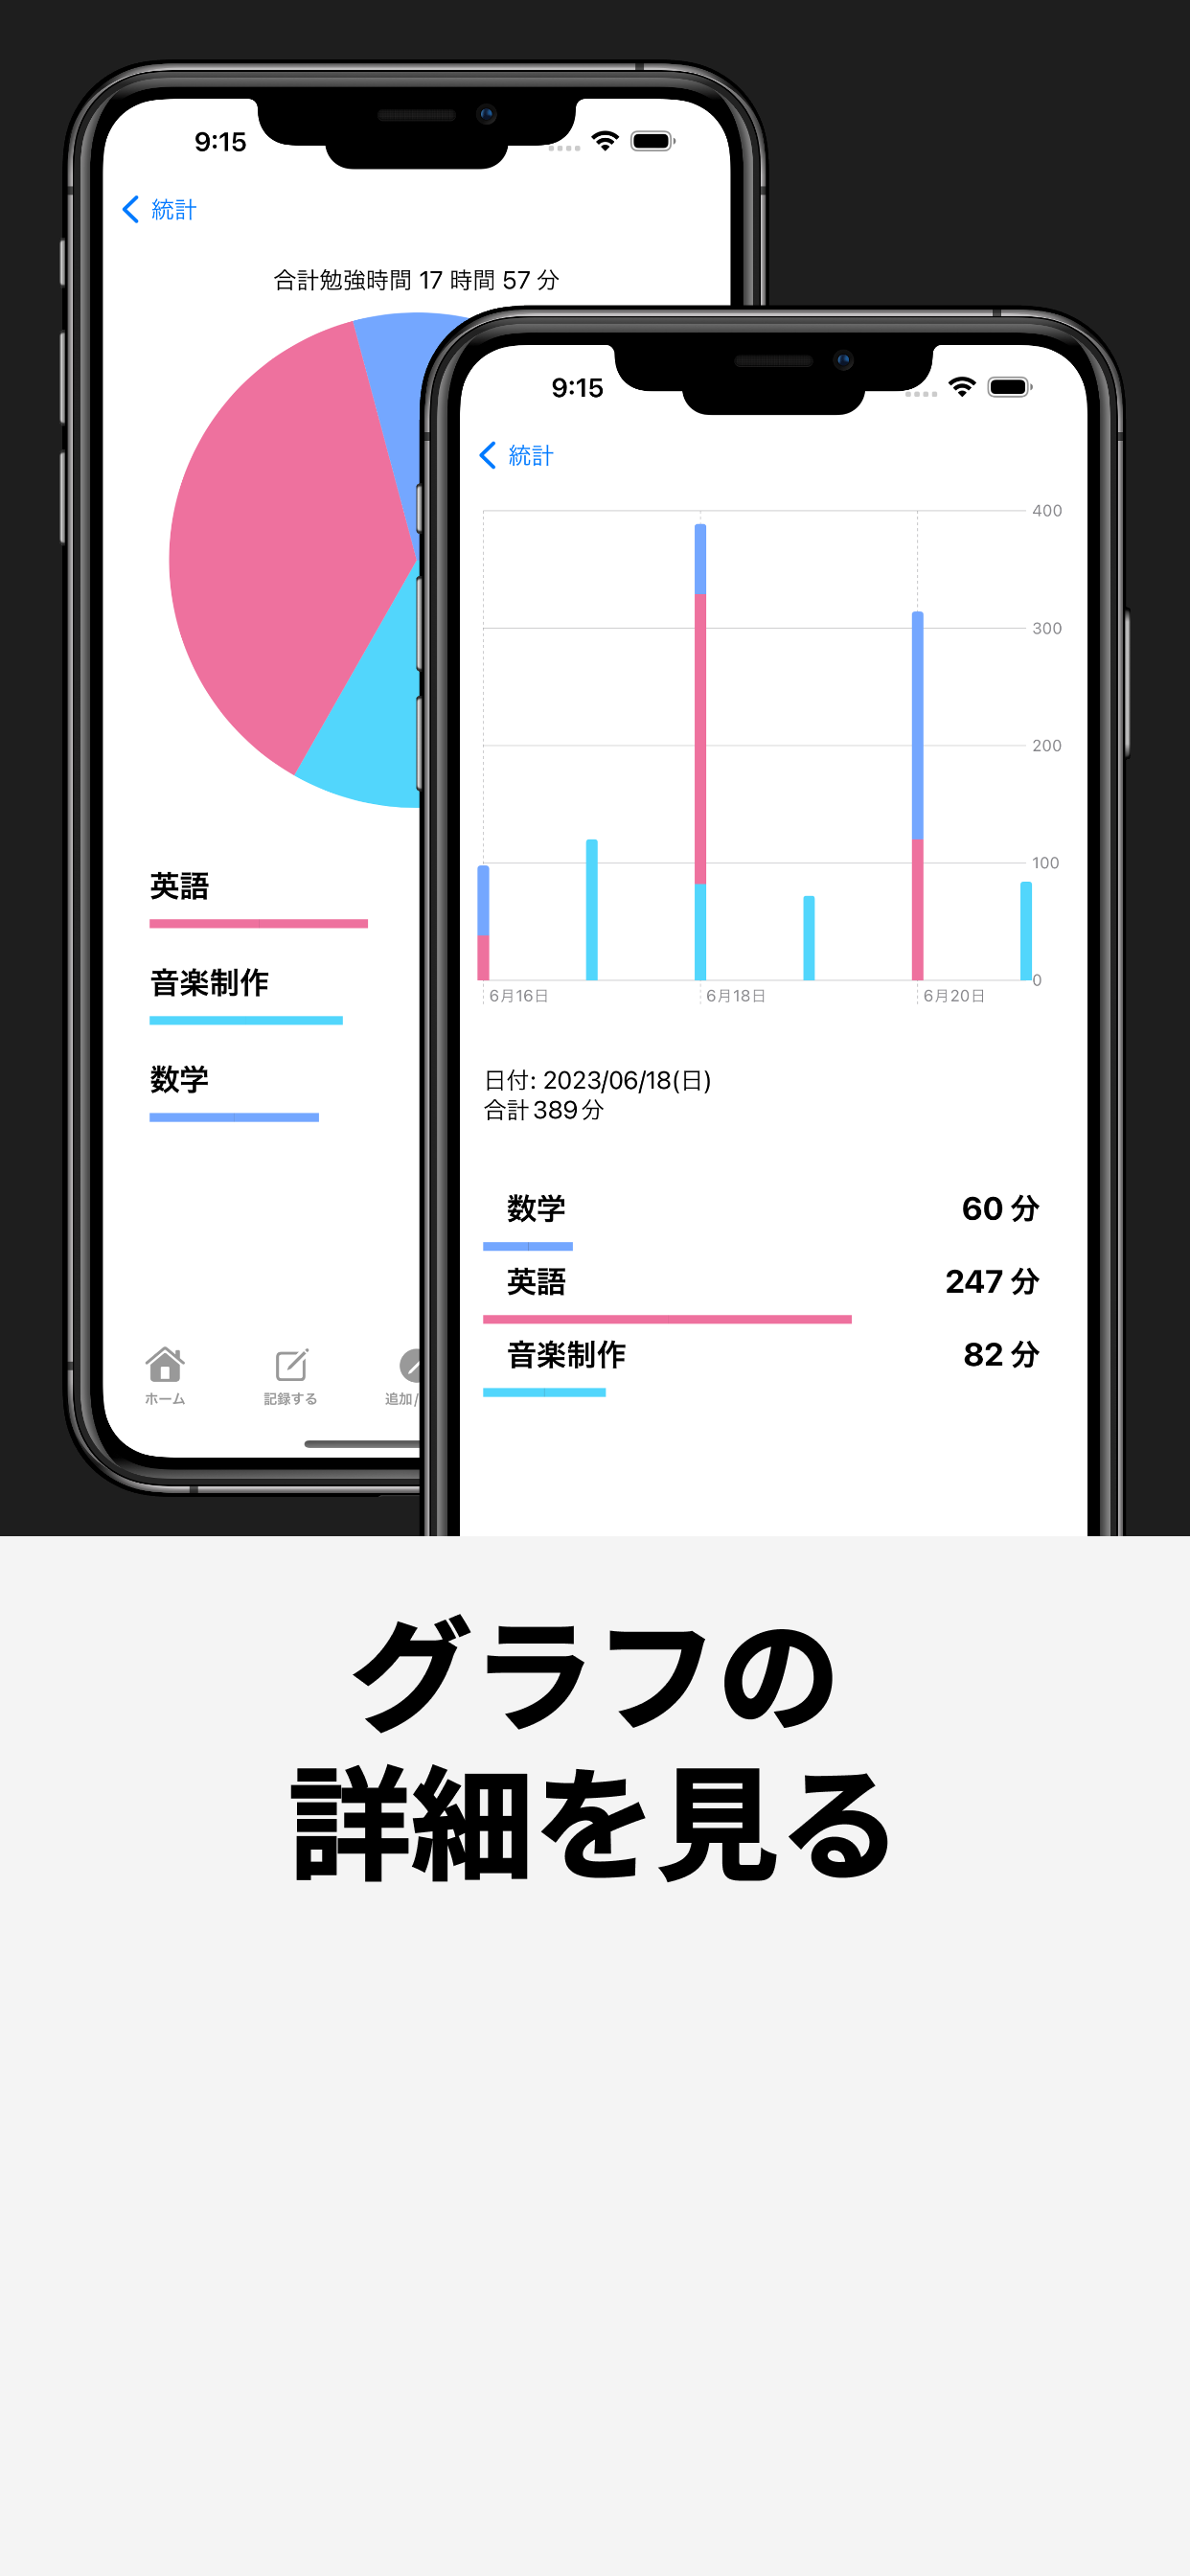 9:15
統計
合計勉強時間 17 時間 57 分
英語
音楽制作
数学
ホーム
記録する
追加/
9:15
統計
400
300
200
100
0
6月16日
6月18日
6月20日
日付: 2023/06/18(日)
合計 389 分
数学 60 分
英語 247 分
音楽制作 82 分
グラフの
詳細を見る